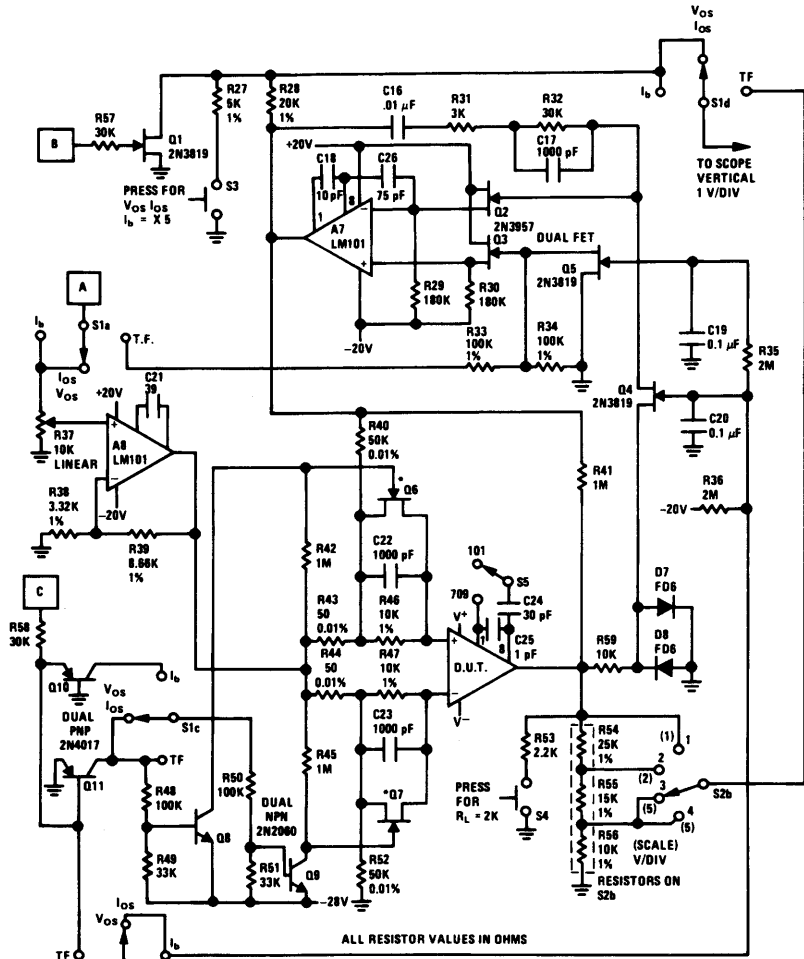 VOS
IOS
Ib
S1d
TF
TO SCOPE
VERTICAL
1 V/DIV
R27
5K
1%
R28
20K
1%
C16
.01 μF
R31
3K
R32
30K
C17
1000 pF
B
R57
30K
Q1
2N3819
S3
PRESS FOR
VOS IOS
Ib = X 5
+20V
C18
10 pF
C26
75 pF
8
1
A7
LM101
-20V
Q2
2N3957
Q3
DUAL FET
R29
180K
R30
180K
Q5
2N3819
R33
100K
1%
R34
100K
1%
C19
0.1 μF
R35
2M
Q4
2N3819
C20
0.1 μF
R36
2M
-20V
A
S1a
Ib
IOS
VOS
T.F.
R37
10K
LINEAR
+20V
C21
39
A8
LM101
-20V
R38
3.32K
1%
R39
8.66K
1%
R40
50K
0.01%
*
Q6
R41
1M
R42
1M
C22
1000 pF
R43
50
0.01%
R46
10K
1%
R44
50
0.01%
R47
10K
1%
101
S5
709
C24
30 pF
C25
1 pF
1
8
V+
D.U.T.
V−
D7
FD6
D8
FD6
R59
10K
C
R58
30K
Q10
Ib
DUAL
PNP
2N4017
VOS
IOS
S1c
TF
Q11
R48
100K
R49
33K
Q8
R50
100K
DUAL
NPN
2N2060
R51
33K
Q9
-28V
R45
1M
C23
1000 pF
*Q7
R52
50K
0.01%
R53
2.2K
PRESS
FOR
RL = 2K
S4
R54
25K
1%
R55
15K
1%
R56
10K
1%
(1)
1
2
(2)
3
(5)
4
(5)
S2b
(SCALE)
V/DIV
RESISTORS ON
S2b
TF
IOS
VOS
Ib
ALL RESISTOR VALUES IN OHMS